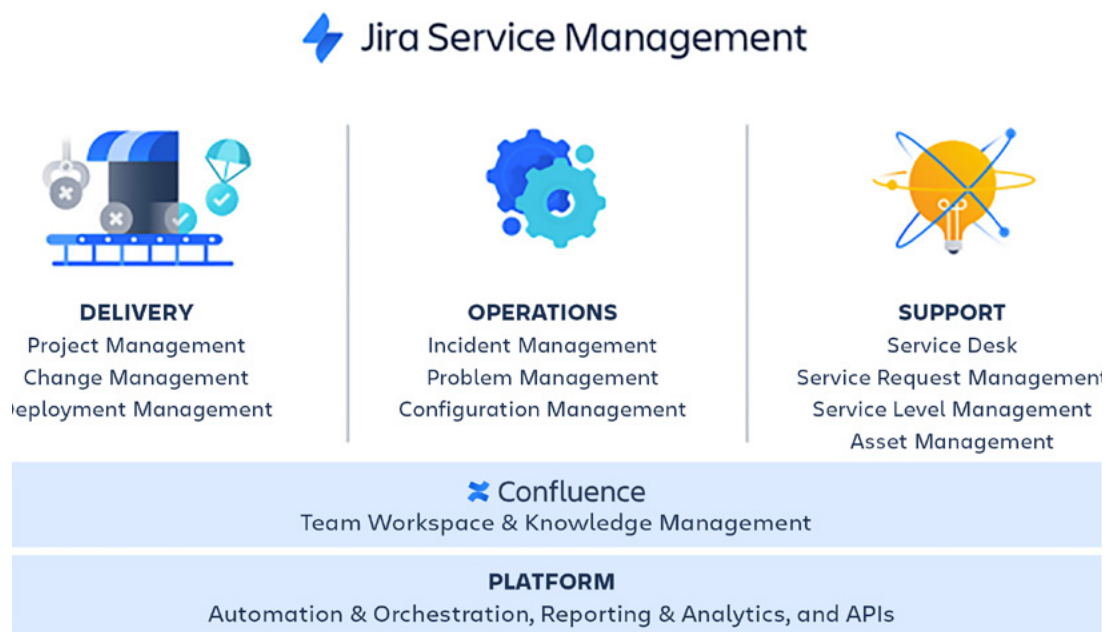 Jira Service Management
DELIVERY
Project Management
Change Management
eployment Management
OPERATIONS
Incident Management
Problem Management
Configuration Management
SUPPORT
Service Desk
Service Request Management
Service Level Management
Asset Management
Confluence
Team Workspace & Knowledge Management
PLATFORM
Automation & Orchestration, Reporting & Analytics, and APIs